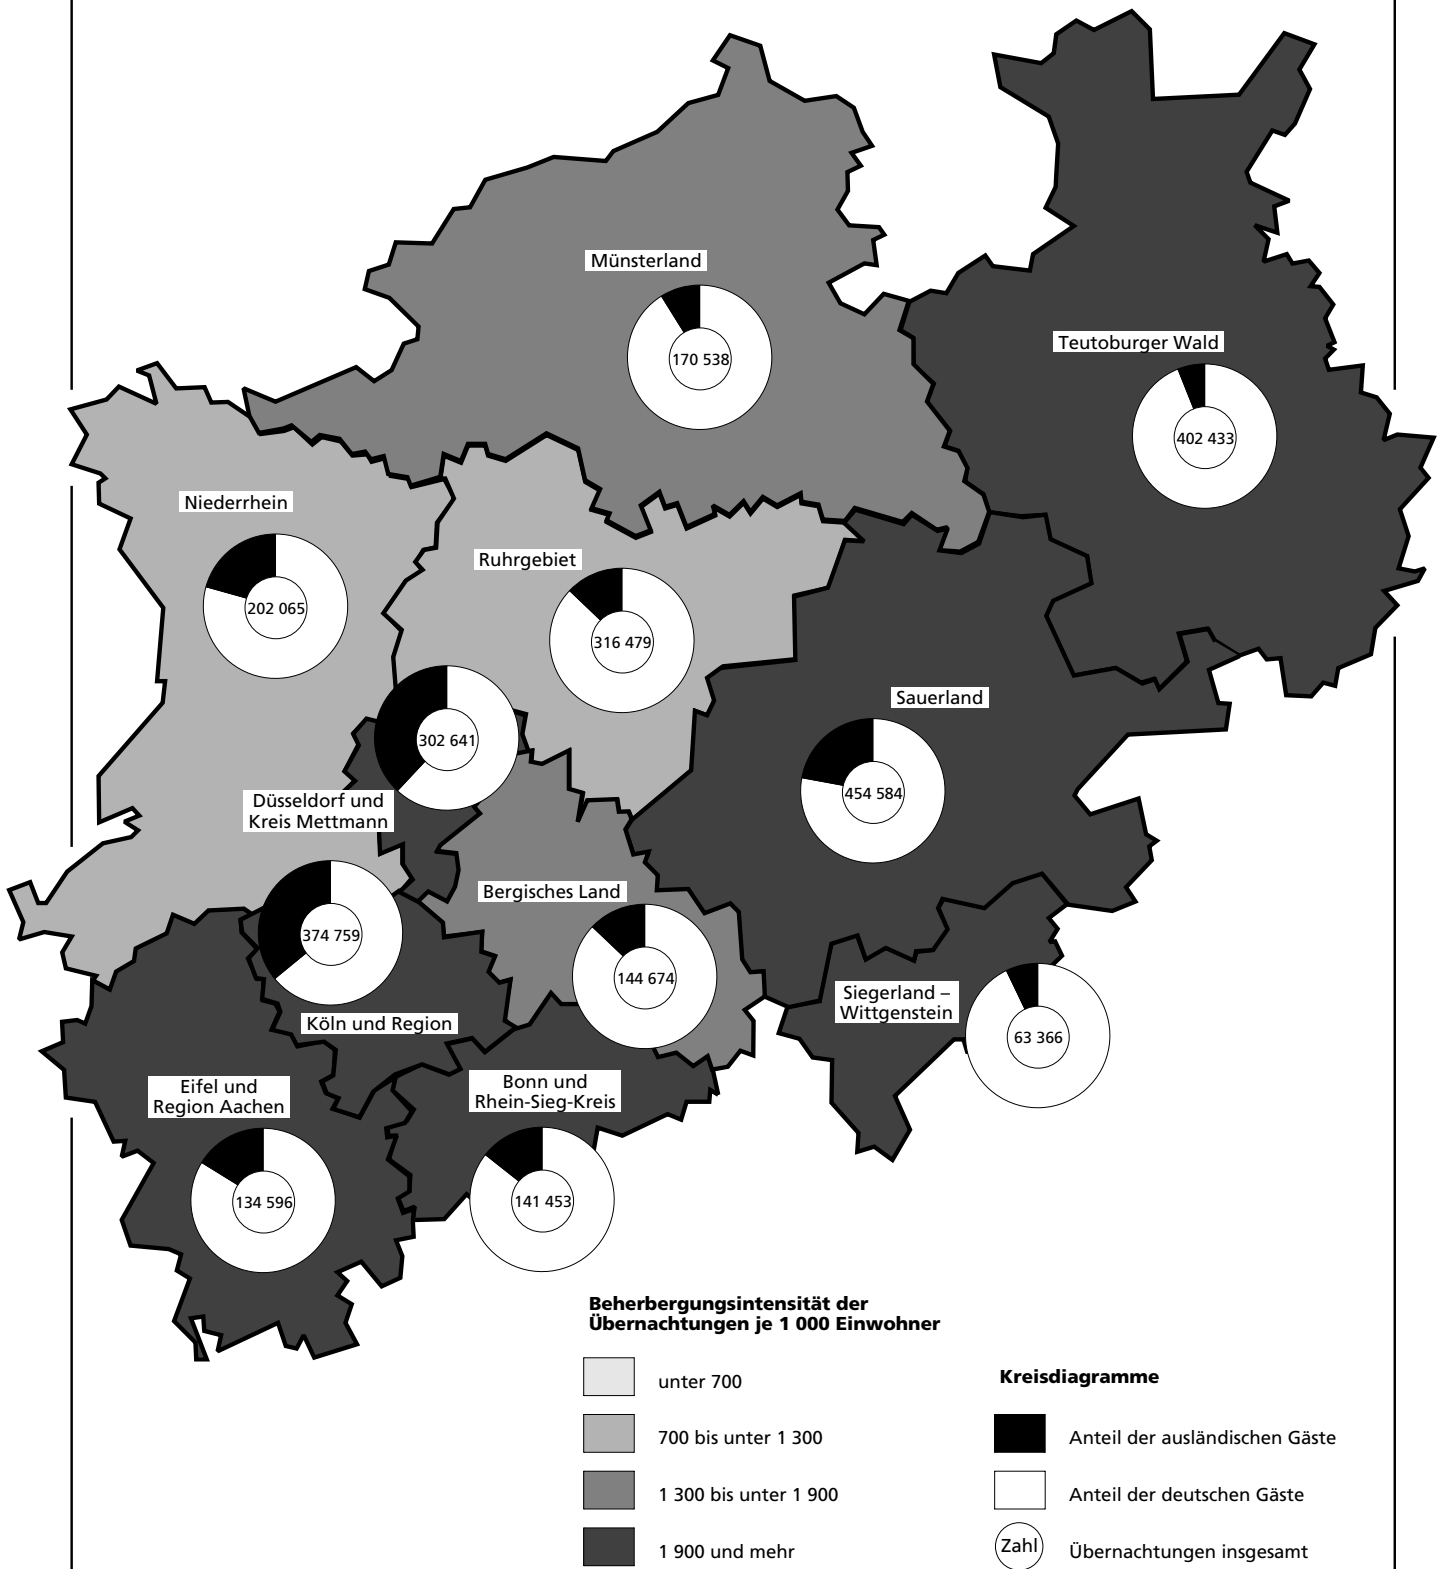 Münsterland
170 538
Teutoburger Wald
402 433
Niederrhein
202 065
Ruhrgebiet
316 479
Sauerland
454 584
302 641
Düsseldorf und
Kreis Mettmann
Bergisches Land
144 674
374 759
Köln und Region
Siegerland –
Wittgenstein
63 366
Eifel und
Region Aachen
134 596
Bonn und
Rhein-Sieg-Kreis
141 453
Beherbergungsintensität der
Übernachtungen je 1 000 Einwohner
unter 700
700 bis unter 1 300
1 300 bis unter 1 900
1 900 und mehr
Kreisdiagramme
Anteil der ausländischen Gäste
Anteil der deutschen Gäste
Zahl
Übernachtungen insgesamt